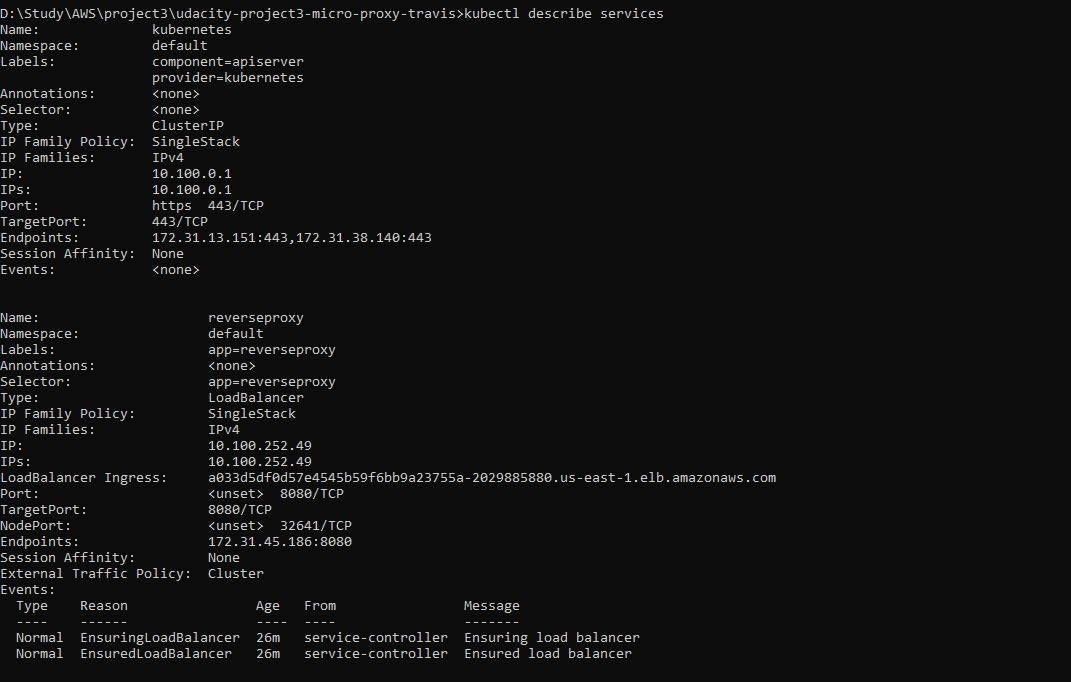 D:\Study\AWS\project3\udacity-project3-micro-proxy-travis>kubectl describe services
Name:              kubernetes
Namespace:         default
Labels:            component=apiserver
                   provider=kubernetes
Annotations:       <none>
Selector:          <none>
Type:              ClusterIP
IP Family Policy:  SingleStack
IP Families:       IPv4
IP:                10.100.0.1
IPs:               10.100.0.1
Port:              https  443/TCP
TargetPort:        443/TCP
Endpoints:         172.31.13.151:443,172.31.38.140:443
Session Affinity:  None
Events:            <none>


Name:                     reverseproxy
Namespace:                default
Labels:                   app=reverseproxy
Annotations:              <none>
Selector:                 app=reverseproxy
Type:                     LoadBalancer
IP Family Policy:         SingleStack
IP Families:              IPv4
IP:                       10.100.252.49
IPs:                      10.100.252.49
LoadBalancer Ingress:     a033d5df0d57e4545b59f6bb9a23755a-2029885880.us-east-1.elb.amazonaws.com
Port:                     <unset>  8080/TCP
TargetPort:               8080/TCP
NodePort:                 <unset>  32641/TCP
Endpoints:                172.31.45.186:8080
Session Affinity:         None
External Traffic Policy:  Cluster
Events:
  Type    Reason                Age   From                Message
  ----    ------                ----  ----                -------
  Normal  EnsuringLoadBalancer  26m   service-controller  Ensuring load balancer
  Normal  EnsuredLoadBalancer   26m   service-controller  Ensured load balancer